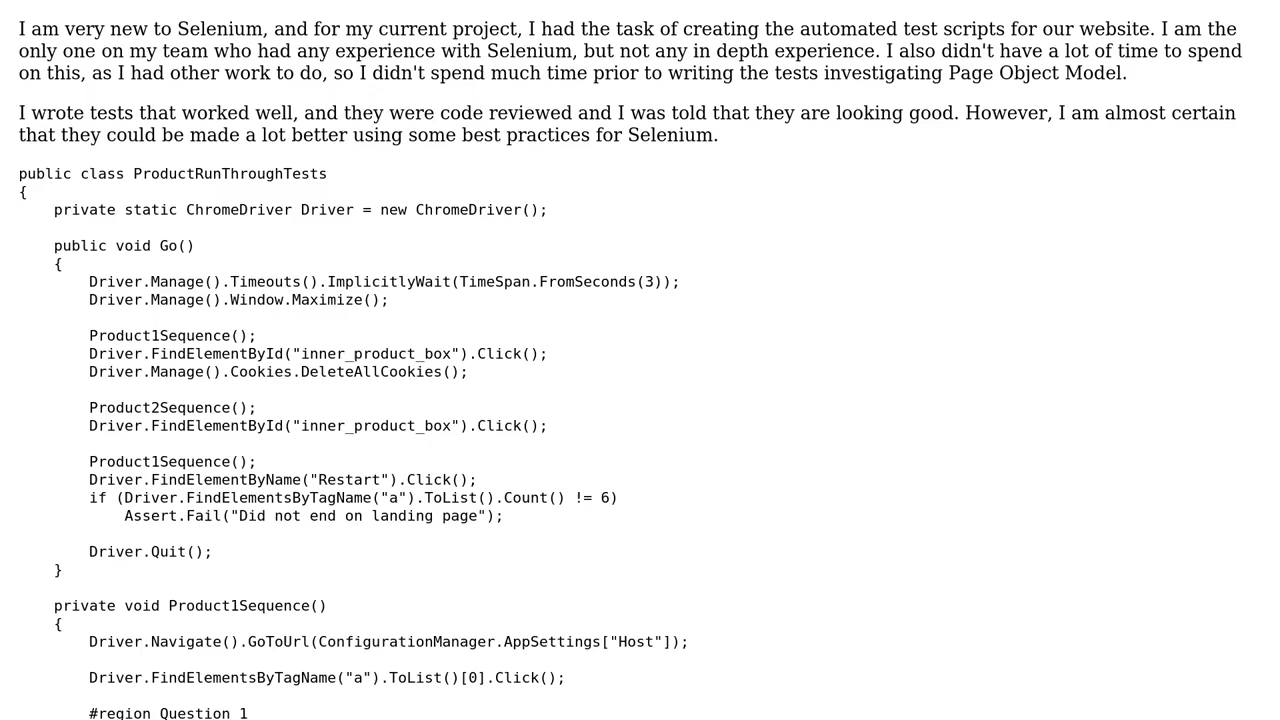 I am very new to Selenium, and for my current project, I had the task of creating the automated test scripts for our website. I am the
only one on my team who had any experience with Selenium, but not any in depth experience. I also didn't have a lot of time to spend
on this, as I had other work to do, so I didn't spend much time prior to writing the tests investigating Page Object Model.
I wrote tests that worked well, and they were code reviewed and I was told that they are looking good. However, I am almost certain
that they could be made a lot better using some best practices for Selenium.
public class ProductRunThroughTests
{
    private static ChromeDriver Driver = new ChromeDriver();
    public void Go()
    {
        Driver.Manage().Timeouts().ImplicitlyWait(TimeSpan.FromSeconds(3));
        Driver.Manage().Window.Maximize();
        Product1Sequence();
        Driver.FindElementById("inner_product_box").Click();
        Driver.Manage().Cookies.DeleteAllCookies();
        Product2Sequence();
        Driver.FindElementById("inner_product_box").Click();
        Product1Sequence();
        Driver.FindElementByName("Restart").Click();
        if (Driver.FindElementsByTagName("a").ToList().Count() != 6)
            Assert.Fail("Did not end on landing page");
        Driver.Quit();
    }
    private void Product1Sequence()
    {
        Driver.Navigate().GoToUrl(ConfigurationManager.AppSettings["Host"]);
        Driver.FindElementsByTagName("a").ToList()[0].Click();
        #region Question 1